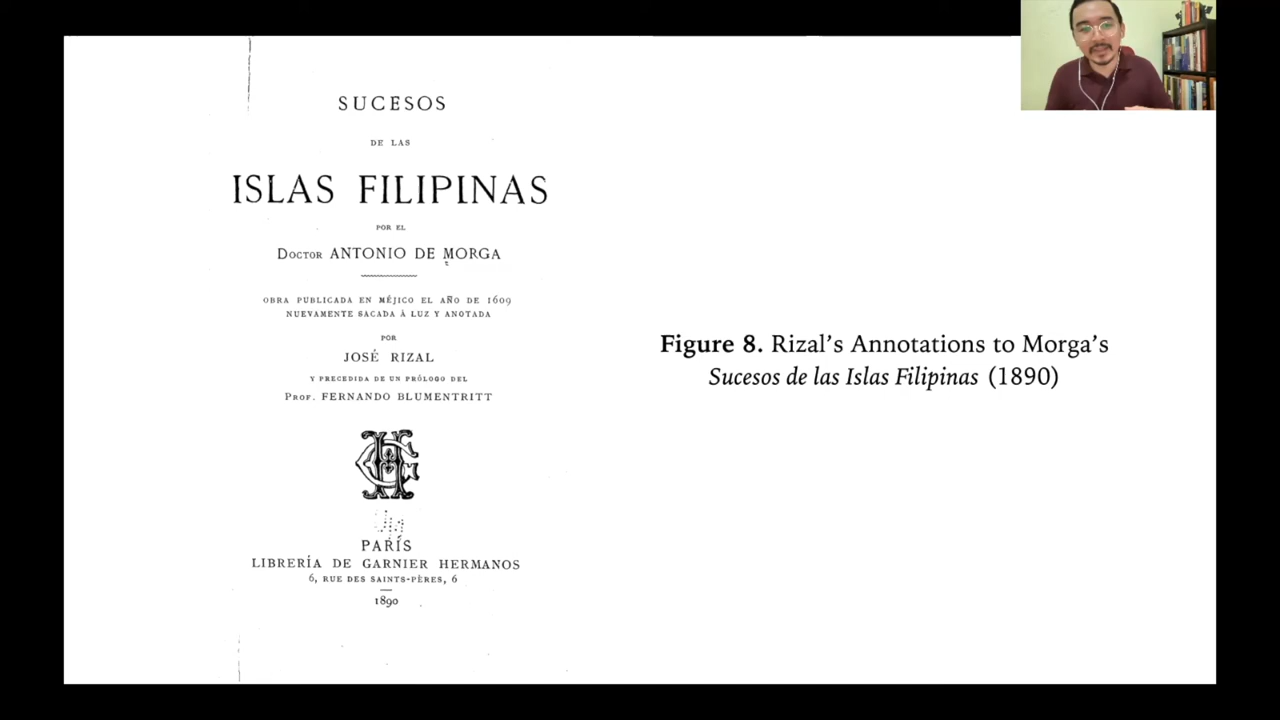 SUCESOS
DE LAS
ISLAS FILIPINAS
POR EL
DOCTOR ANTONIO DE MORGA
OBRA PUBLICADA EN MÉJICO EL AÑO DE 1609
NUEVAMENTE SACADA Á LUZ Y ANOTADA
POR
JOSÉ RIZAL
Y PRECEDIDA DE UN PRÓLOGO DEL
PROF. FERNANDO BLUMENTRITT
PARÍS
LIBRERÍA DE GARNIER HERMANOS
6, RUE DES SAINTS-PÈRES, 6
1890
Figure 8. Rizal's Annotations to Morga's
Sucesos de las Islas Filipinas (1890)